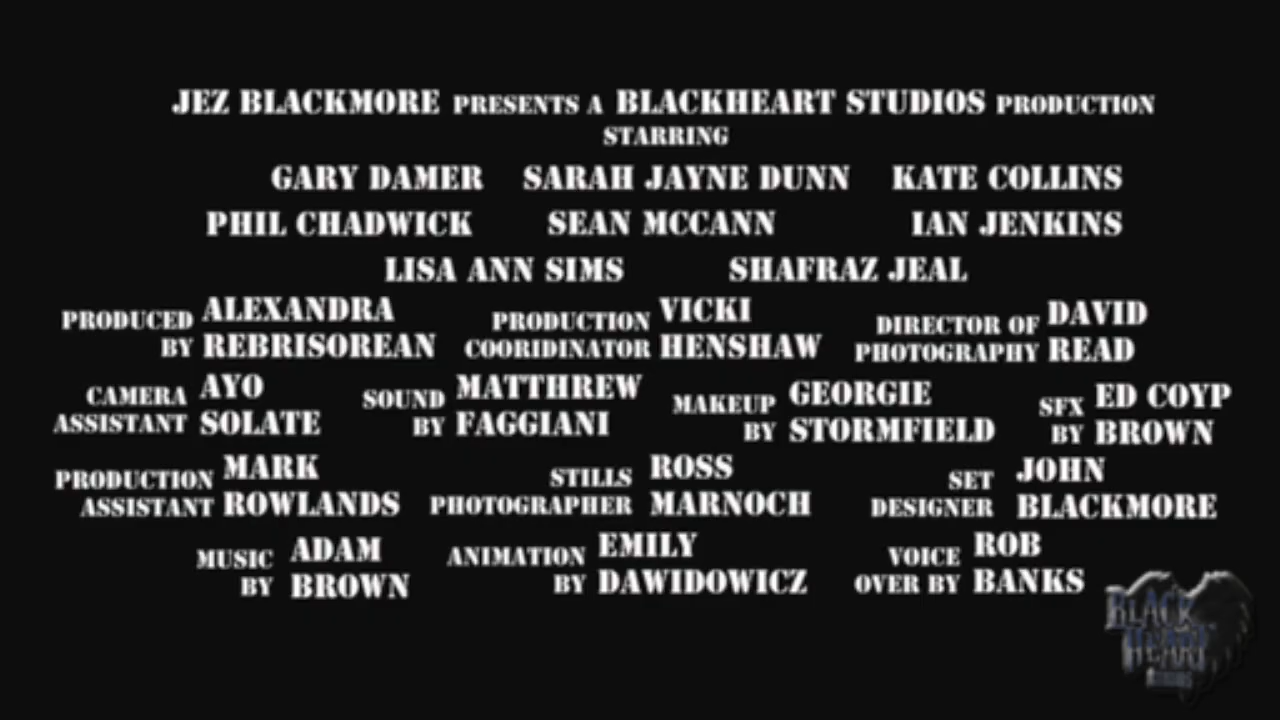 JEZ BLACKMORE PRESENTS A BLACKHEART STUDIOS PRODUCTION
STARRING
GARY DAMER SARAH JAYNE DUNN KATE COLLINS
PHIL CHADWICK SEAN MCCANN IAN JENKINS
LISA ANN SIMS SHAFRAZ JEAL
PRODUCED BY ALEXANDRA REBRISOREAN
PRODUCTION COORIDINATOR VICKI HENSHAW
DIRECTOR OF PHOTOGRAPHY DAVID READ
CAMERA ASSISTANT AYO SOLATE
SOUND BY MATTHREW FAGGIANI
MAKEUP BY GEORGIE STORMFIELD
SFX BY ED COYP BROWN
PRODUCTION ASSISTANT MARK ROWLANDS
STILLS PHOTOGRAPHER ROSS MARNOCH
SET DESIGNER JOHN BLACKMORE
MUSIC BY ADAM BROWN
ANIMATION BY EMILY DAWIDOWICZ
VOICE OVER BY ROB BANKS
BLACK
HEART
STUDIOS